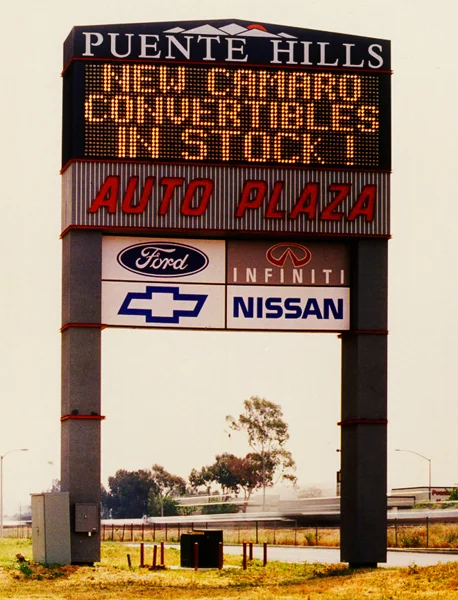 PUENTE HILLS
NEW CAMARO
CONVERTIBLES
IN STOCK !
AUTO PLAZA
Ford
INFINITI
NISSAN